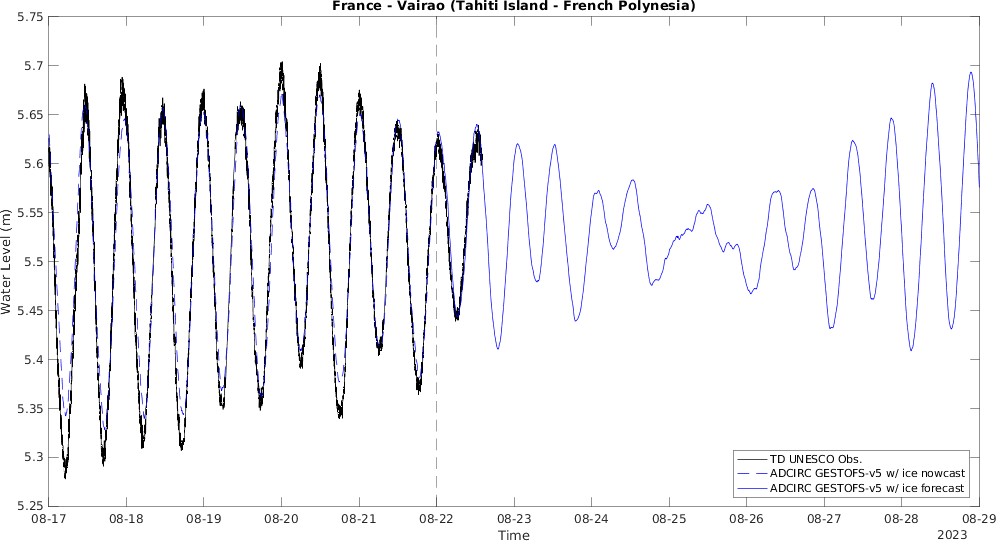 France - Vairao (Tahiti Island - French Polynesia)
5.75
5.7
5.65
5.6
5.55
5.5
5.45
5.4
5.35
5.3
5.25
Water Level (m)
08-17 08-18 08-19 08-20 08-21 08-22 08-23 08-24 08-25 08-26 08-27 08-28 08-29
Time
2023
TD UNESCO Obs.
ADCIRC GESTOFS-v5 w/ ice nowcast
ADCIRC GESTOFS-v5 w/ ice forecast